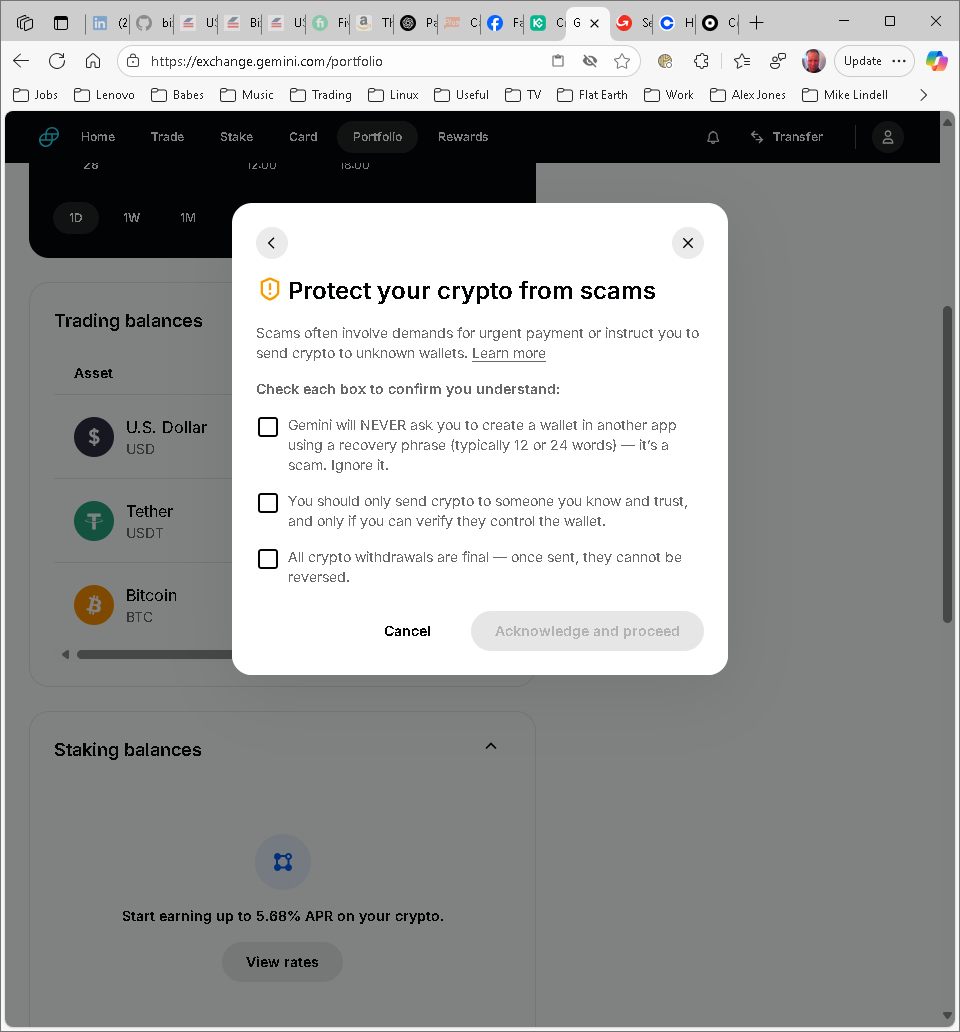 (2
bi
US
Bi
US
Fi
Th
Pa
C
Fa
Ci
G
Se
H
C
https://exchange.gemini.com/portfolio
Update
Jobs
Lenovo
Babes
Music
Trading
Linux
Useful
TV
Flat Earth
Work
Alex Jones
Mike Lindell
Home
Trade
Stake
Card
Portfolio
Rewards
Transfer
28
12:00
18:00
1D
1W
1M
Protect your crypto from scams
Scams often involve demands for urgent payment or instruct you to
send crypto to unknown wallets. Learn more
Check each box to confirm you understand:
Gemini will NEVER ask you to create a wallet in another app
using a recovery phrase (typically 12 or 24 words) — it's a
scam. Ignore it.
You should only send crypto to someone you know and trust,
and only if you can verify they control the wallet.
All crypto withdrawals are final — once sent, they cannot be
reversed.
Cancel
Acknowledge and proceed
Trading balances
Asset
U.S. Dollar
USD
Tether
USDT
Bitcoin
BTC
Staking balances
Start earning up to 5.68% APR on your crypto.
View rates